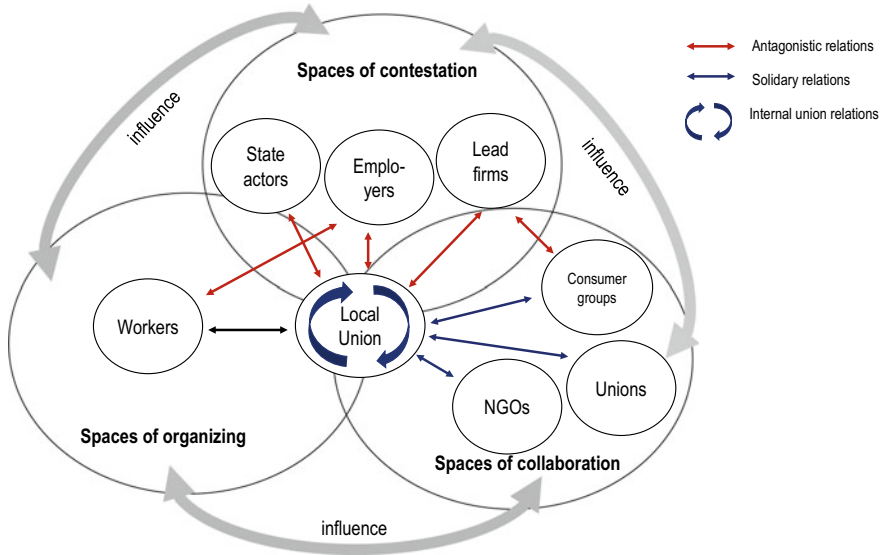 Spaces of contestation
Antagonistic relations
Solidary relations
Internal union relations
influence
influence
State
actors
Emplo-
yers
Lead
firms
Consumer
groups
Workers
Local
Union
Unions
NGOs
Spaces of organizing
Spaces of collaboration
influence